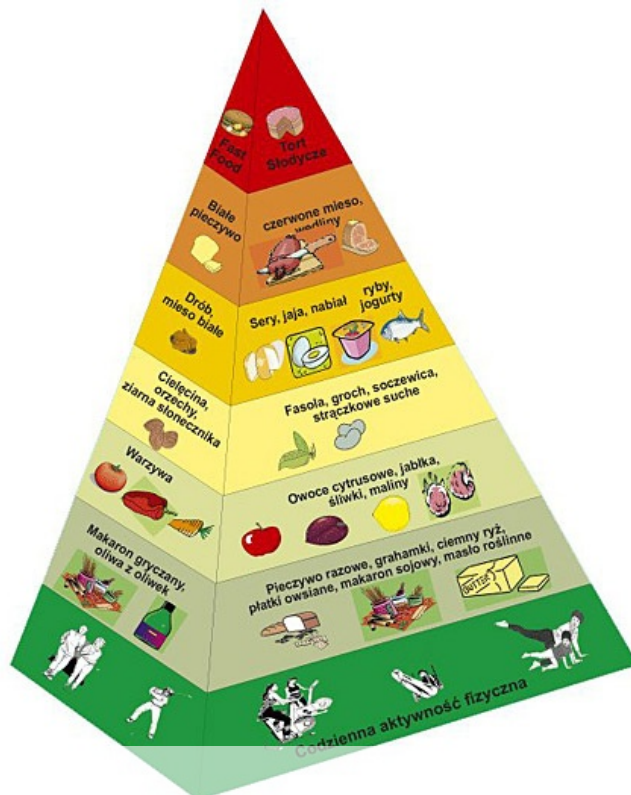 Fast
Food
Tort
Słodycze
Białe
pieczywo
czerwone mieso,
wędliny
Drób,
mieso białe
Sery, jaja, nabiał
ryby,
jogurty
Cielęcina,
orzechy,
ziarna słonecznika
Fasola, groch, soczewica,
strączkowe suche
Warzywa
Owoce cytrusowe, jabłka,
śliwki, maliny
Makaron gryczany,
oliwa z oliwek
Pieczywo razowe, grahamki, ciemny ryż,
płatki owsiane, makaron sojowy, masło roślinne
BUTTER
Codzienna aktywność fizyczna